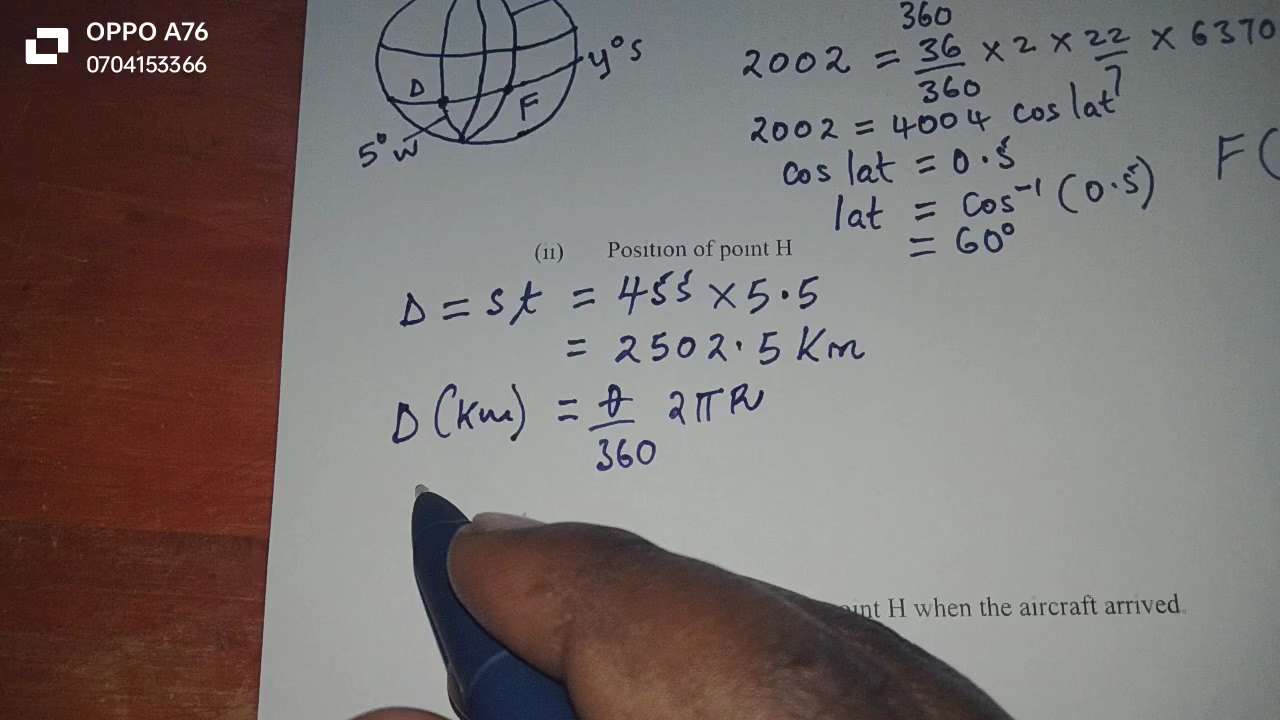 OPPO A76
0704153366
360
2002 = 36/360 × 2 × 22/7 × 6370
2002 = 4004 cos lat
cos lat = 0.5
lat = cos⁻¹ (0.5)
= 60°
F(
y°S
D
F
5°W
(ii) Position of point H
D = st = 455 × 5.5
= 2502.5 Km
D (Km) = θ/360 2πR
int H when the aircraft arrived.